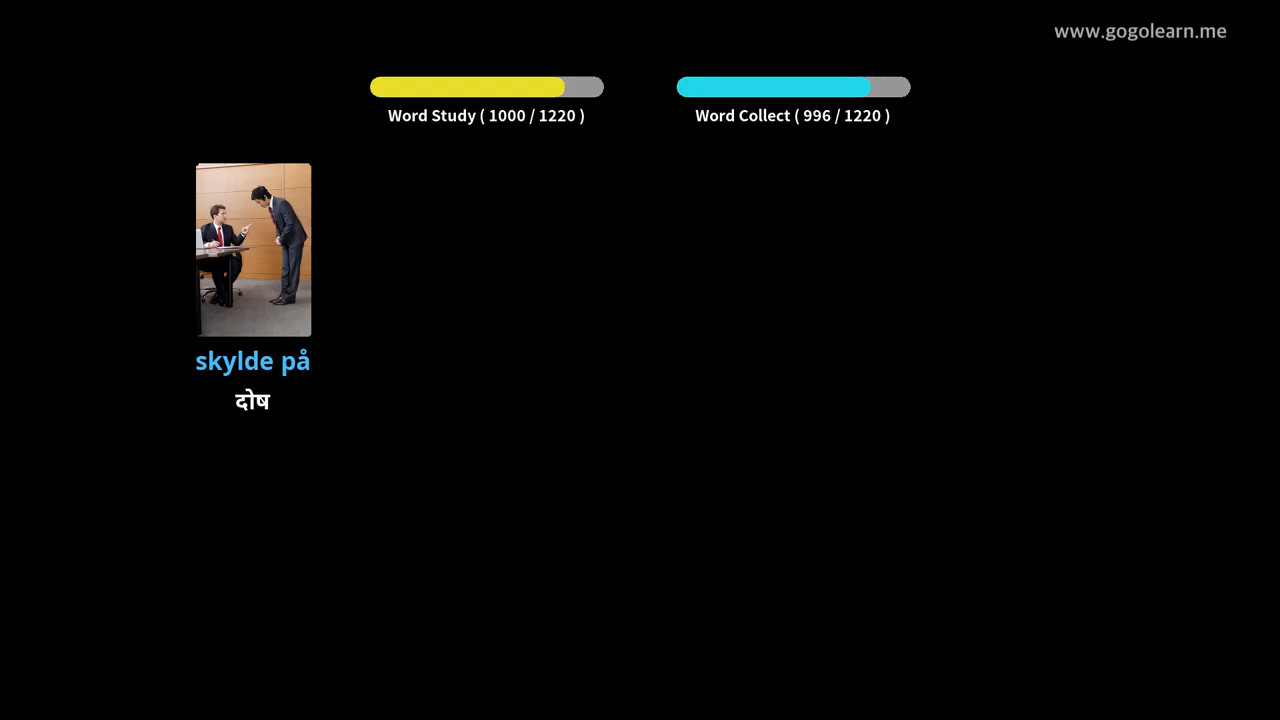 www.gogolearn.me
Word Study ( 1000 / 1220 )
Word Collect ( 996 / 1220 )
skylde på
दोष